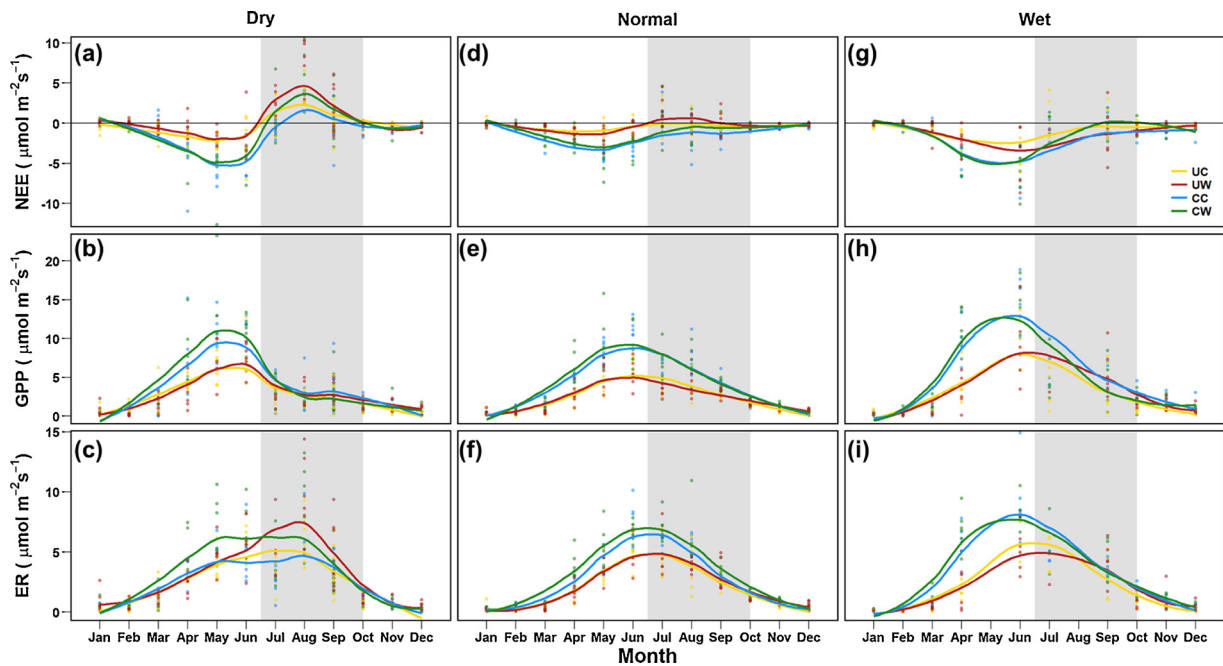 Dry Normal Wet
(a) (d) (g)
NEE ( μmol m−2s−1)
10
5
0
-5
-10
UC
UW
CC
CW
(b) (e) (h)
GPP ( μmol m−2s−1)
20
15
10
5
0
(c) (f) (i)
ER ( μmol m−2s−1)
15
10
5
0
Jan Feb Mar Apr May Jun Jul Aug Sep Oct Nov Dec Jan Feb Mar Apr May Jun Jul Aug Sep Oct Nov Dec Jan Feb Mar Apr May Jun Jul Aug Sep Oct Nov Dec
Month